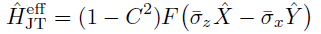 Ĥ_JT^eff = (1 − C²)F(σ̄_z X̂ − σ̄_x Ŷ)